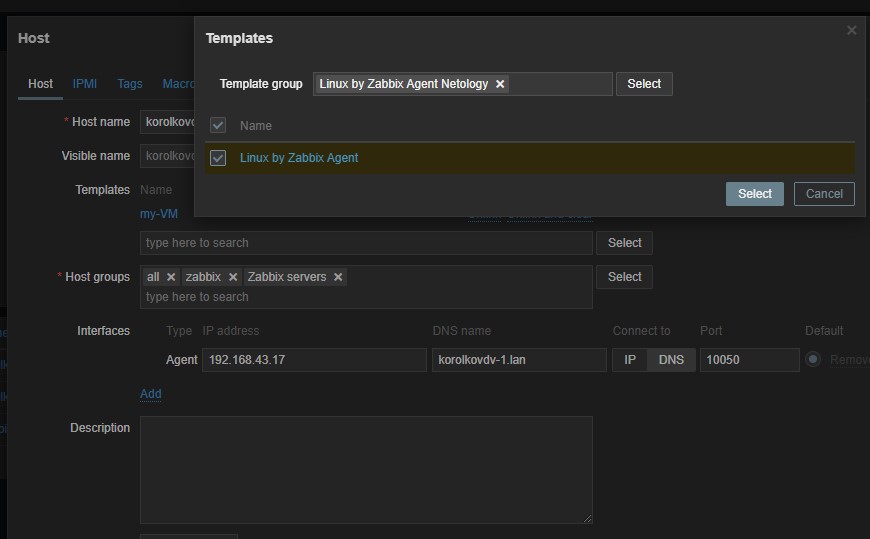 Host
Templates
Template group Linux by Zabbix Agent Netology Select
Name
Linux by Zabbix Agent
Select Cancel
Host IPMI Tags
* Host name
Visible name
Templates Name
my-VM
type here to search Select
* Host groups all zabbix Zabbix servers Select
type here to search
Interfaces Type IP address DNS name Connect to Port Default
Agent 192.168.43.17 korolkovdv-1.lan IP DNS 10050 Remove
Add
Description